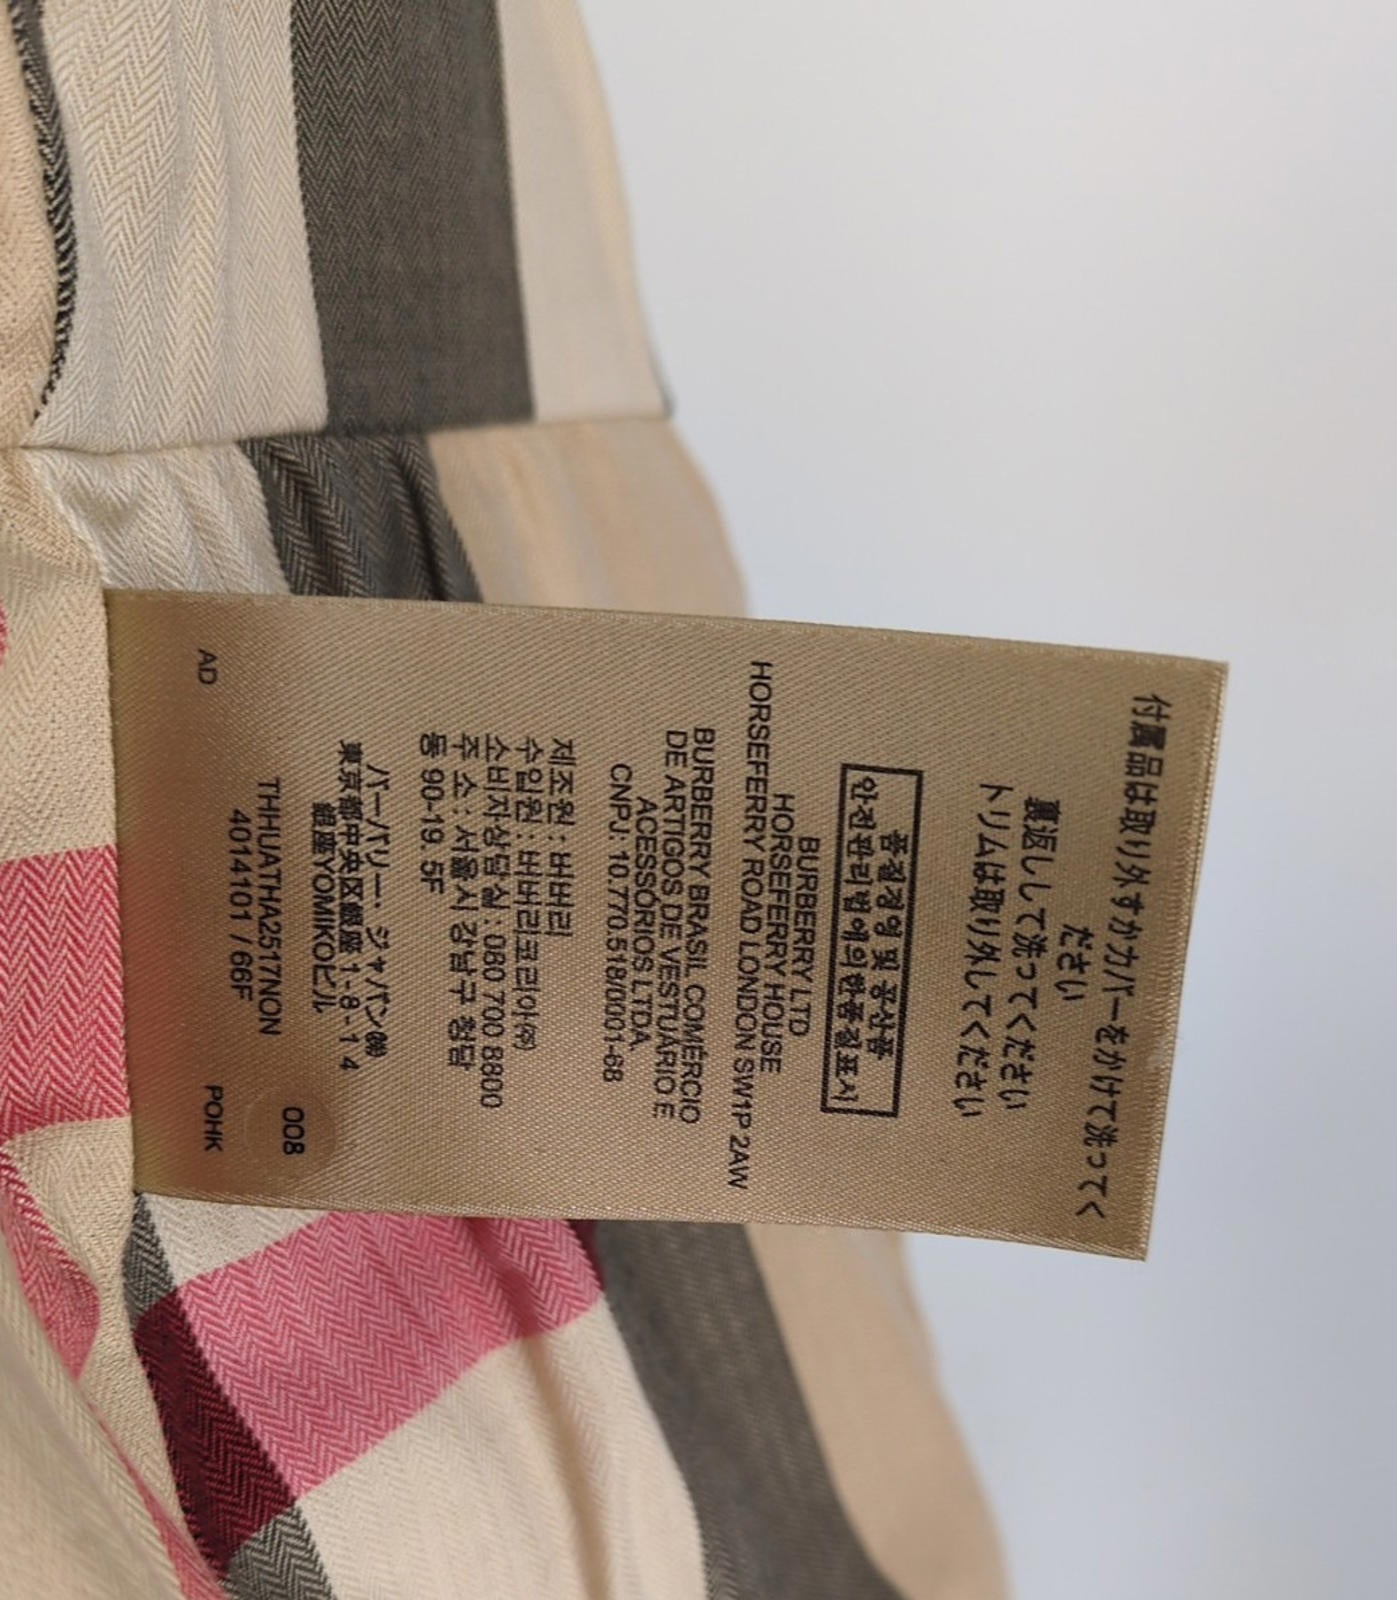 付属品は取り外すかカバーをかけて洗ってく
ださい
裏返しして洗ってください
トリムは取り外してください
품질경영 및 공산품
안전관리법에의한품질표시
BURBERRY LTD
HORSEFERRY HOUSE
HORSEFERRY ROAD LONDON SW1P 2AW
BURBERRY BRASIL COMÉRCIO
DE ARTIGOS DE VESTUÁRIO E
ACESSÓRIOS LTDA.
CNPJ: 10.770.518/0001-68
제조원 : 버버리
수입원 : 버버리코리아㈜
소비자상담실 : 080 700 8800
주 소 : 서울시 강남구 청담
동 90-19. 5F
バーバリー・ジャパン㈱
東京都中央区銀座 1-8-14
銀座YOMIKOビル
008
THHUATHA2517NON
4014101 / 66F
AD
POHK